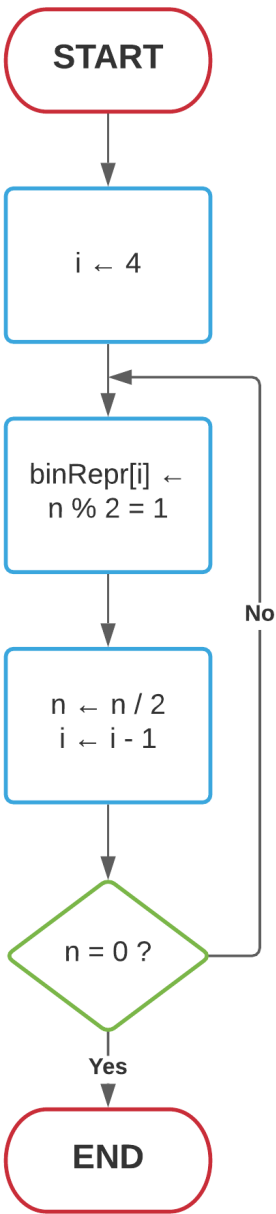 START
i ← 4
binRepr[i] ←
n % 2 = 1
n ← n / 2
i ← i - 1
n = 0 ?
No
Yes
END